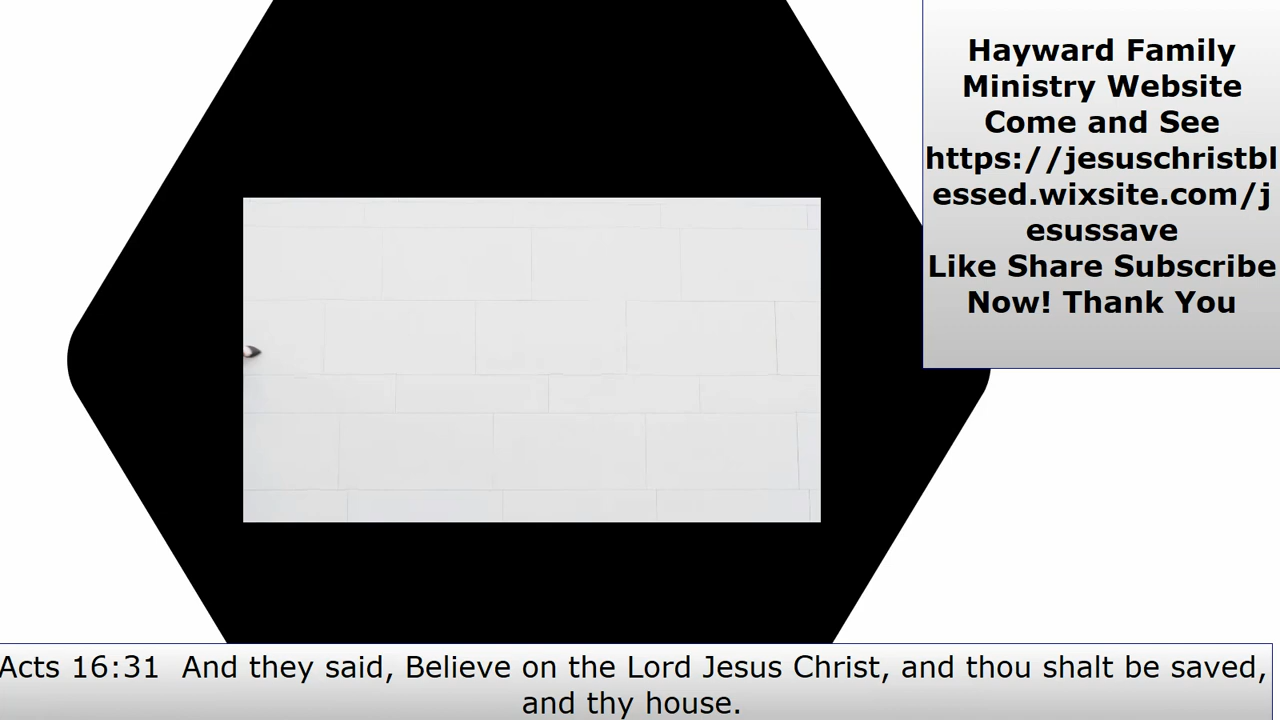 Hayward Family
Ministry Website
Come and See
https://jesuschristbl
essed.wixsite.com/j
esussave
Like Share Subscribe
Now! Thank You
Acts 16:31  And they said, Believe on the Lord Jesus Christ, and thou shalt be saved,
and thy house.